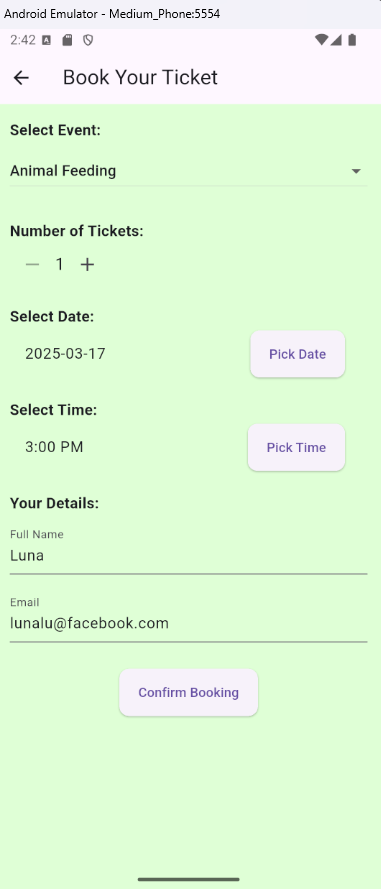 Android Emulator - Medium_Phone:5554
2:42
Book Your Ticket
Select Event:
Animal Feeding
Number of Tickets:
1
Select Date:
2025-03-17
Pick Date
Select Time:
3:00 PM
Pick Time
Your Details:
Full Name
Luna
Email
lunalu@facebook.com
Confirm Booking